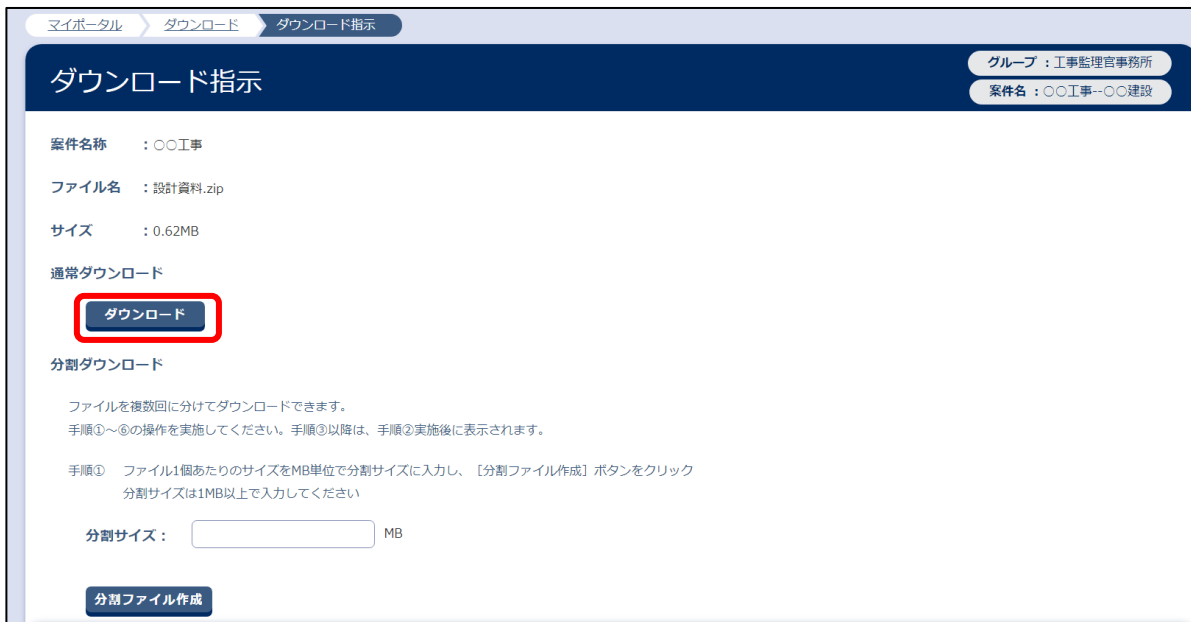 マイポータル ダウンロード ダウンロード指示
ダウンロード指示
グループ ：工事監理官事務所
案件名 ：○○工事--○○建設
案件名称 ：○○工事
ファイル名 ：設計資料.zip
サイズ ：0.62MB
通常ダウンロード
ダウンロード
分割ダウンロード
ファイルを複数回に分けてダウンロードできます。
手順①～⑥の操作を実施してください。手順③以降は、手順②実施後に表示されます。
手順① ファイル1個あたりのサイズをMB単位で分割サイズに入力し、［分割ファイル作成］ボタンをクリック
分割サイズは1MB以上で入力してください
分割サイズ： MB
分割ファイル作成